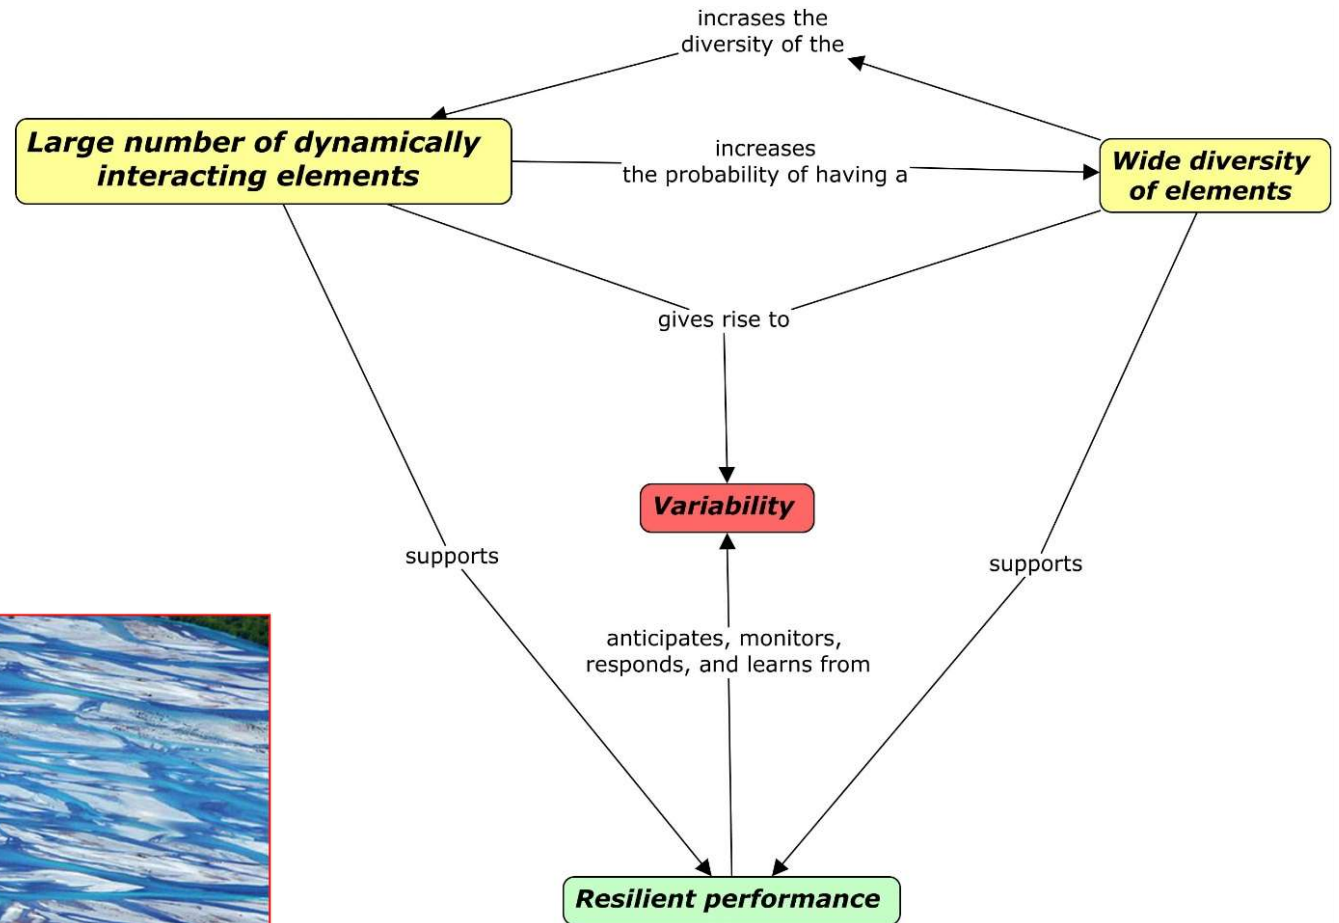 incrases the
diversity of the
Large number of dynamically
interacting elements
increases
the probability of having a
Wide diversity
of elements
gives rise to
Variability
supports
supports
anticipates, monitors,
responds, and learns from
Resilient performance